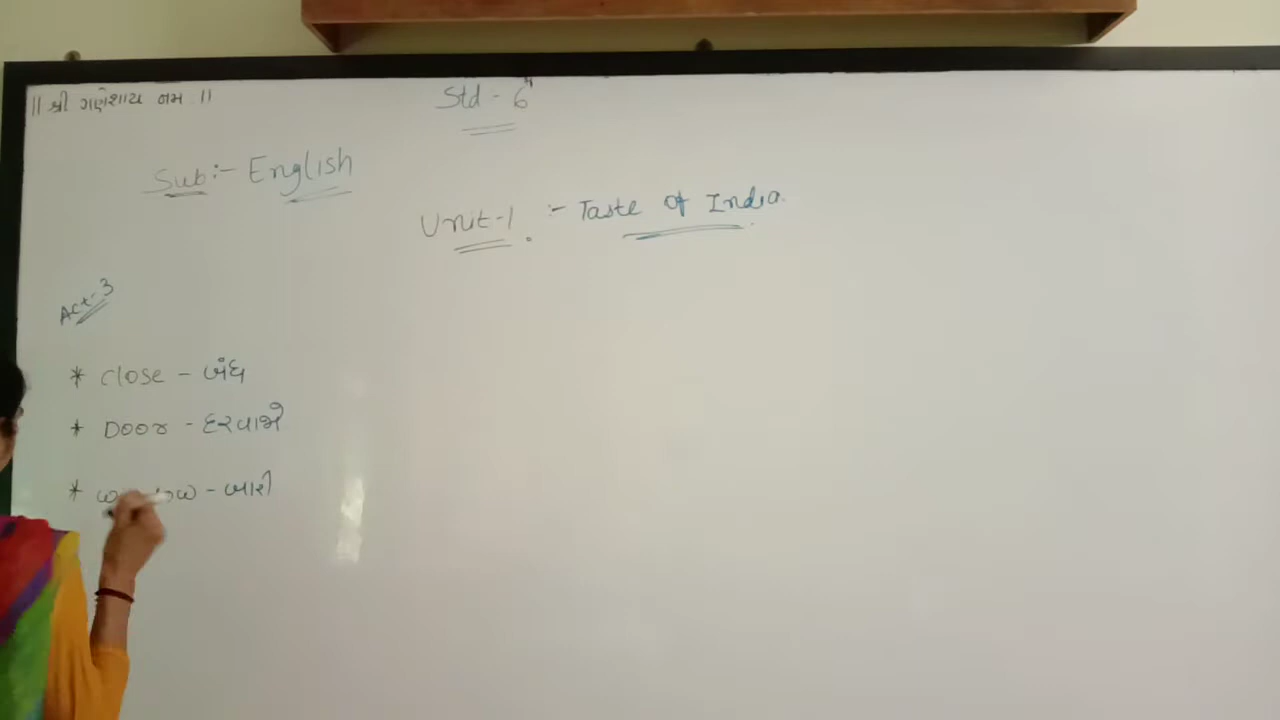 ॥ શ્રી ગણેશાય નમ ॥
Std - 6
Sub:- English
Unit-1 :- Taste of India.
Act-3
* close - બંધ
* Door - દરવાજો
* - બારી